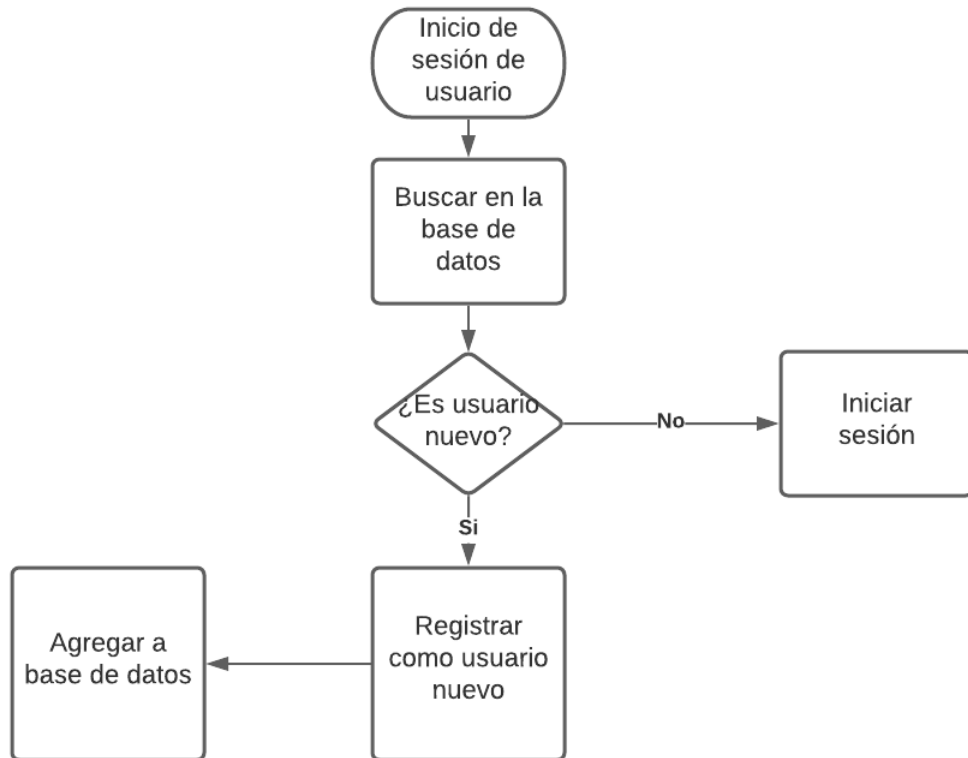 Inicio de
sesión de
usuario
Buscar en la
base de
datos
¿Es usuario
nuevo?
No
Iniciar
sesión
Si
Agregar a
base de datos
Registrar
como usuario
nuevo